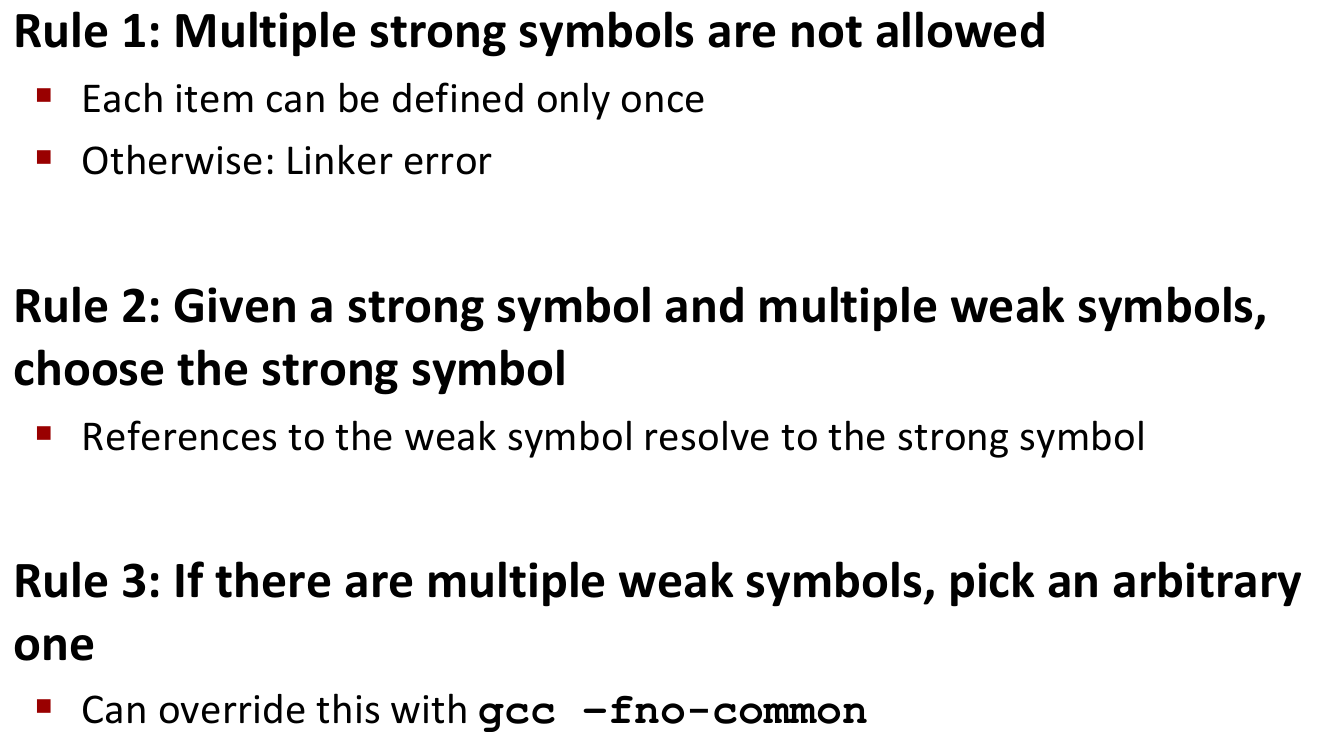 Rule 1: Multiple strong symbols are not allowed
▪ Each item can be defined only once
▪ Otherwise: Linker error
Rule 2: Given a strong symbol and multiple weak symbols,
choose the strong symbol
▪ References to the weak symbol resolve to the strong symbol
Rule 3: If there are multiple weak symbols, pick an arbitrary
one
▪ Can override this with gcc –fno-common